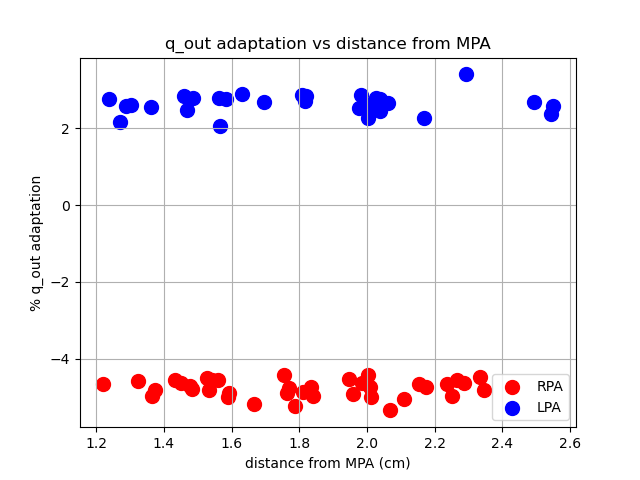 q_out adaptation vs distance from MPA
% q_out adaptation
2
0
−2
−4
1.2 1.4 1.6 1.8 2.0 2.2 2.4 2.6
distance from MPA (cm)
RPA
LPA